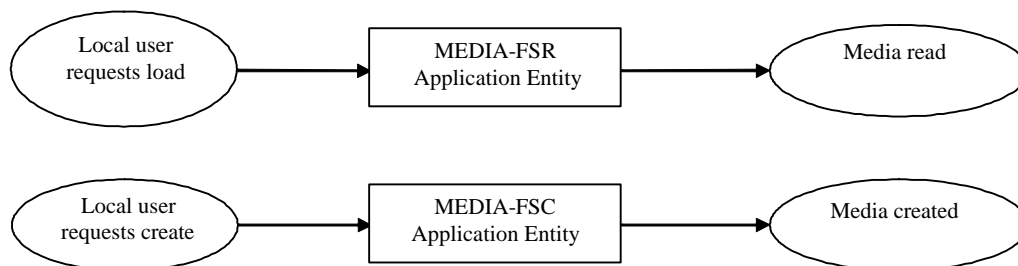 Local user
requests load
MEDIA-FSR
Application Entity
Media read
Local user
requests create
MEDIA-FSC
Application Entity
Media created